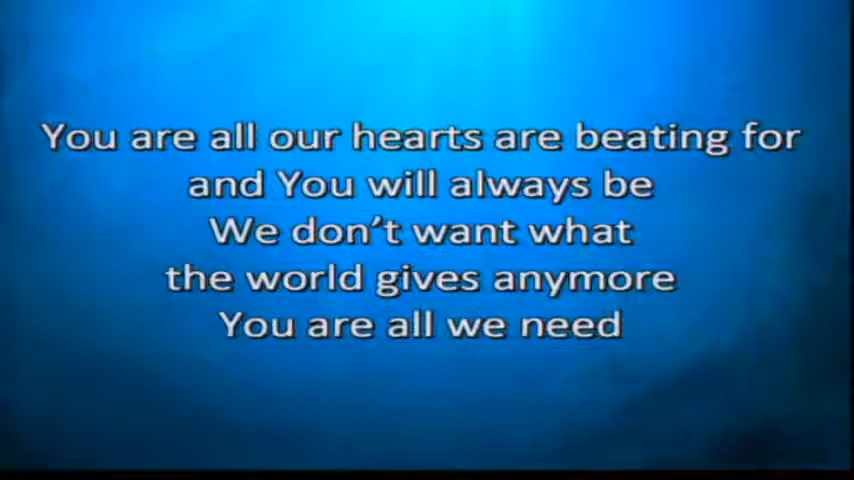 You are all our hearts are beating for
and You will always be
We don't want what
the world gives anymore
You are all we need